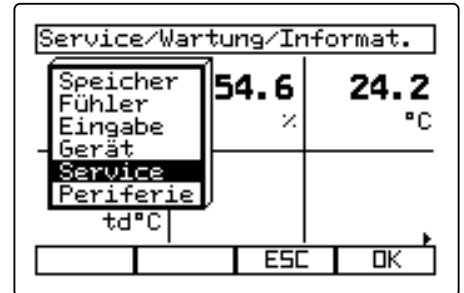 Service/Wartung/Informat.
Speicher
Fühler
Eingabe
Gerät
Service
Periferie
54.6
%
24.2
°C
td°C
ESC
OK